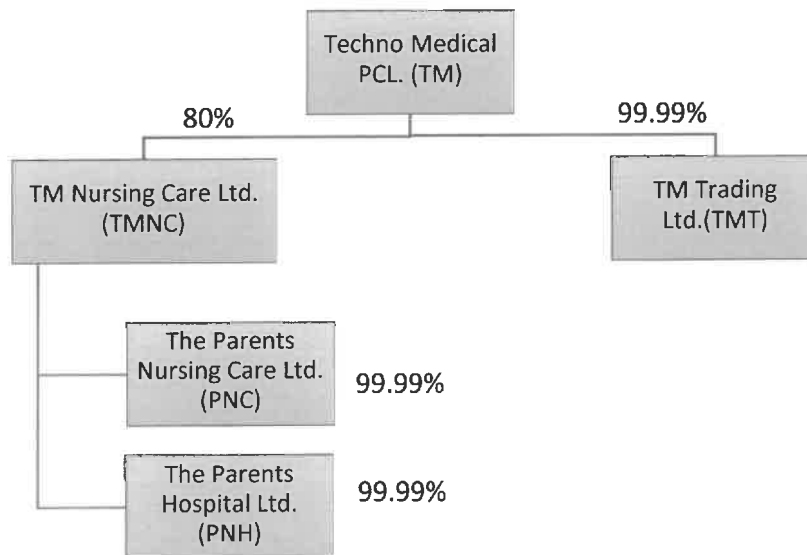 Techno Medical
PCL. (TM)
80%
99.99%
TM Nursing Care Ltd.
(TMNC)
TM Trading
Ltd.(TMT)
The Parents
Nursing Care Ltd.
(PNC)
99.99%
The Parents
Hospital Ltd.
(PNH)
99.99%